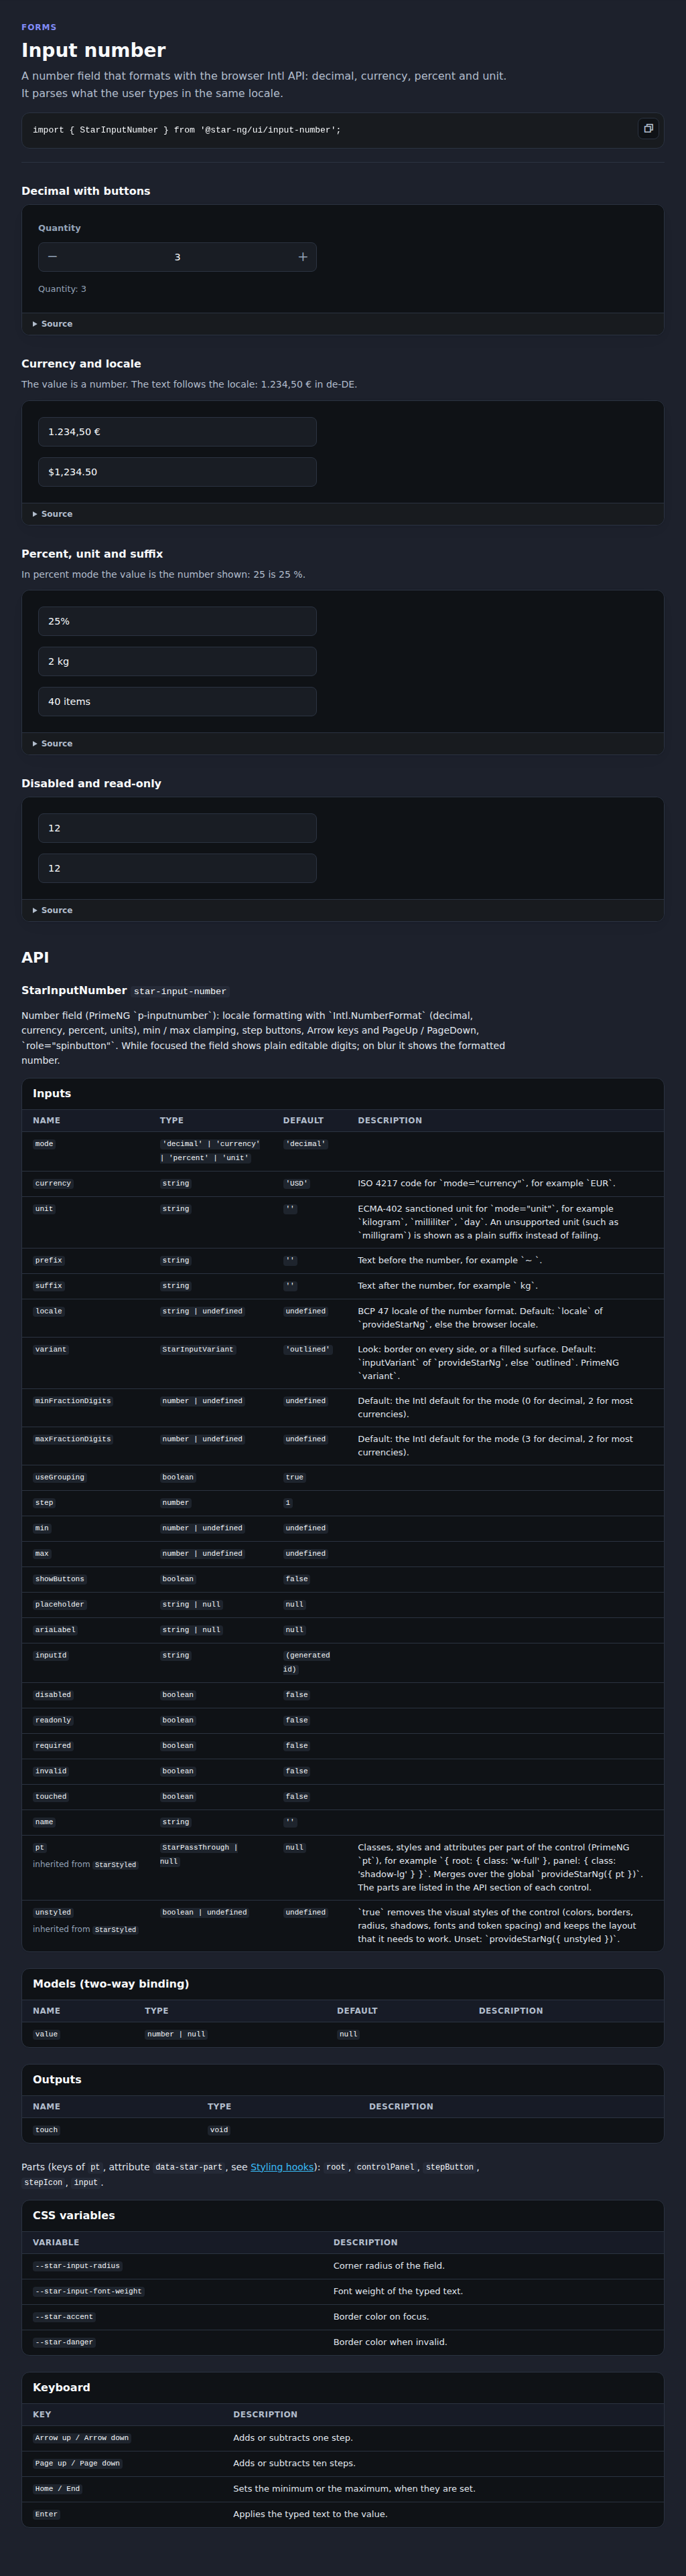 FORMS
Input number
A number field that formats with the browser Intl API: decimal, currency, percent and unit.
It parses what the user types in the same locale.
import { StarInputNumber } from '@star-ng/ui/input-number';
Decimal with buttons
Quantity
− 3 +
Quantity: 3
▶ Source
Currency and locale
The value is a number. The text follows the locale: 1.234,50 € in de-DE.
1.234,50 €
$1,234.50
▶ Source
Percent, unit and suffix
In percent mode the value is the number shown: 25 is 25 %.
25%
2 kg
40 items
▶ Source
Disabled and read-only
12
12
▶ Source
API
StarInputNumber star-input-number
Number field (PrimeNG `p-inputnumber`): locale formatting with `Intl.NumberFormat` (decimal,
currency, percent, units), min / max clamping, step buttons, Arrow keys and PageUp / PageDown,
`role="spinbutton"`. While focused the field shows plain editable digits; on blur it shows the formatted
number.
Inputs
NAME TYPE DEFAULT DESCRIPTION
mode 'decimal' | 'currency' 'decimal'
| 'percent' | 'unit'
currency string 'USD' ISO 4217 code for `mode="currency"`, for example `EUR`.
unit string '' ECMA-402 sanctioned unit for `mode="unit"`, for example
`kilogram`, `milliliter`, `day`. An unsupported unit (such as
`milligram`) is shown as a plain suffix instead of failing.
prefix string '' Text before the number, for example `~ `.
suffix string '' Text after the number, for example ` kg`.
locale string | undefined undefined BCP 47 locale of the number format. Default: `locale` of
`provideStarNg`, else the browser locale.
variant StarInputVariant 'outlined' Look: border on every side, or a filled surface. Default:
`inputVariant` of `provideStarNg`, else `outlined`. PrimeNG
`variant`.
minFractionDigits number | undefined undefined Default: the Intl default for the mode (0 for decimal, 2 for most
currencies).
maxFractionDigits number | undefined undefined Default: the Intl default for the mode (3 for decimal, 2 for most
currencies).
useGrouping boolean true
step number 1
min number | undefined undefined
max number | undefined undefined
showButtons boolean false
placeholder string | null null
ariaLabel string | null null
inputId string (generated
id)
disabled boolean false
readonly boolean false
required boolean false
invalid boolean false
touched boolean false
name string ''
pt StarPassThrough | null Classes, styles and attributes per part of the control (PrimeNG
inherited from StarStyled null `pt`), for example `{ root: { class: 'w-full' }, panel: { class:
'shadow-lg' } }`. Merges over the global `provideStarNg({ pt })`.
The parts are listed in the API section of each control.
unstyled boolean | undefined undefined `true` removes the visual styles of the control (colors, borders,
inherited from StarStyled radius, shadows, fonts and token spacing) and keeps the layout
that it needs to work. Unset: `provideStarNg({ unstyled })`.
Models (two-way binding)
NAME TYPE DEFAULT DESCRIPTION
value number | null null
Outputs
NAME TYPE DESCRIPTION
touch void
Parts (keys of pt, attribute data-star-part, see Styling hooks): root, controlPanel, stepButton,
stepIcon, input.
CSS variables
VARIABLE DESCRIPTION
--star-input-radius Corner radius of the field.
--star-input-font-weight Font weight of the typed text.
--star-accent Border color on focus.
--star-danger Border color when invalid.
Keyboard
KEY DESCRIPTION
Arrow up / Arrow down Adds or subtracts one step.
Page up / Page down Adds or subtracts ten steps.
Home / End Sets the minimum or the maximum, when they are set.
Enter Applies the typed text to the value.